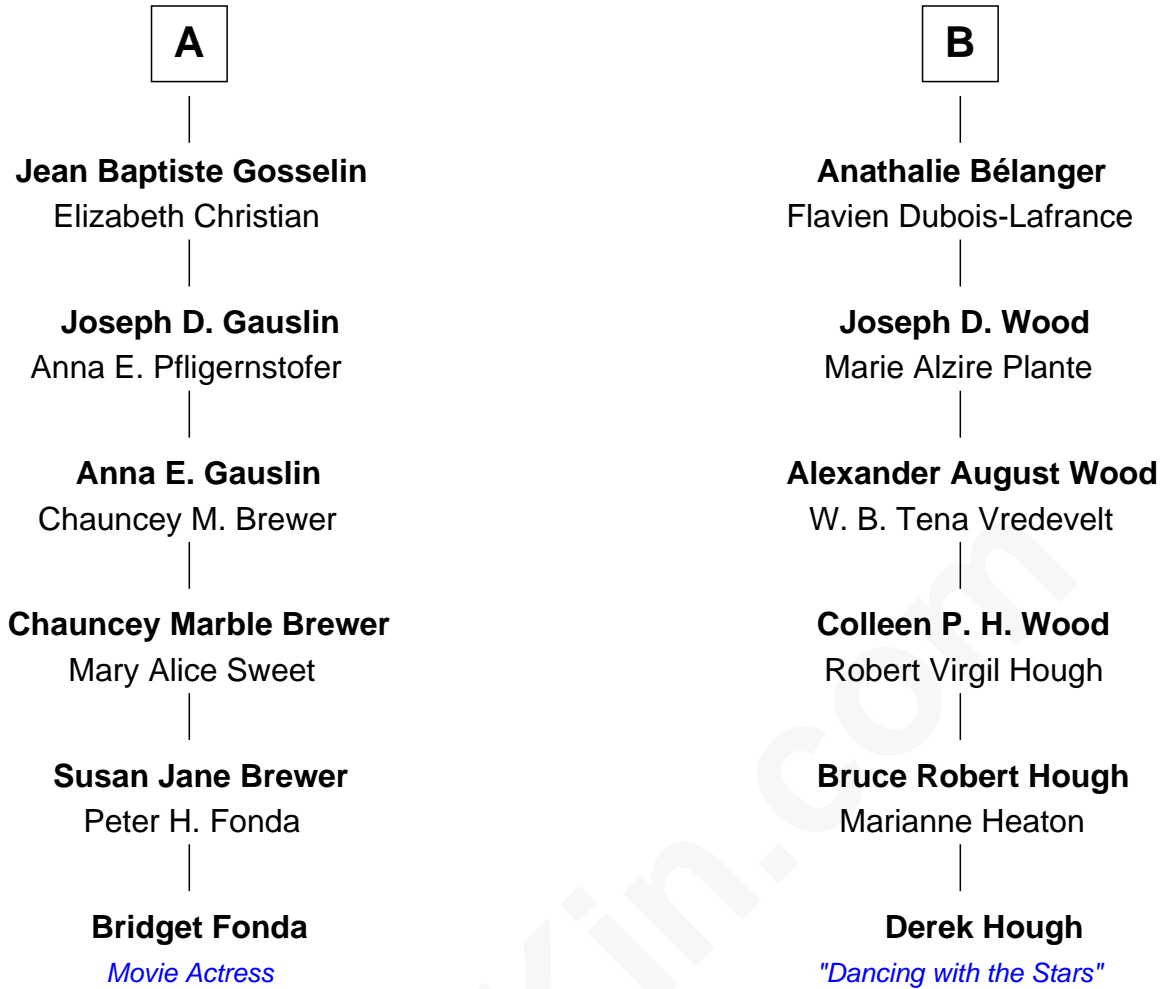 A
B
Jean Baptiste Gosselin
Elizabeth Christian
Anathalie Bélanger
Flavien Dubois-Lafrance
Joseph D. Gauslin
Anna E. Pfligernstofer
Joseph D. Wood
Marie Alzire Plante
Anna E. Gauslin
Chauncey M. Brewer
Alexander August Wood
W. B. Tena Vredevelt
Chauncey Marble Brewer
Mary Alice Sweet
Colleen P. H. Wood
Robert Virgil Hough
Susan Jane Brewer
Peter H. Fonda
Bruce Robert Hough
Marianne Heaton
Bridget Fonda
Movie Actress
Derek Hough
"Dancing with the Stars"
Kin.com